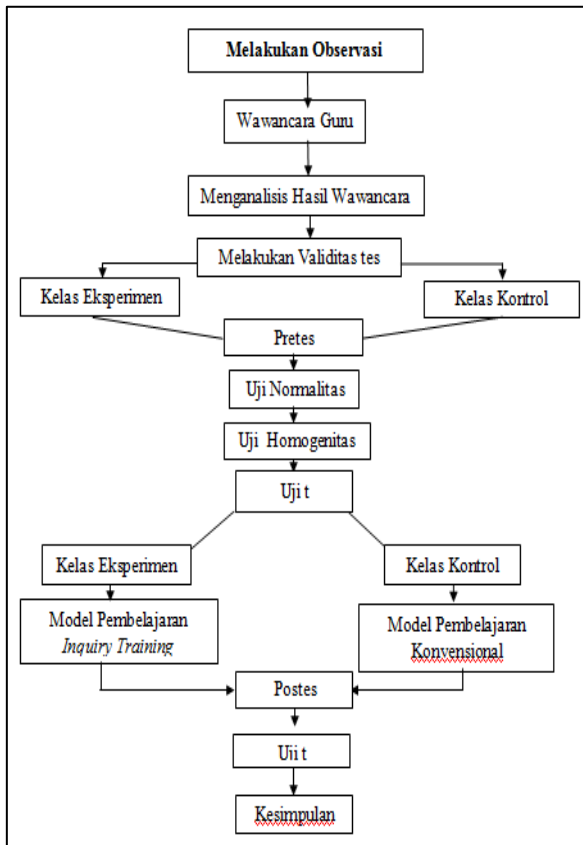 Melakukan Observasi
Wawancara Guru
Menganalisis Hasil Wawancara
Melakukan Validitas tes
Kelas Eksperimen
Kelas Kontrol
Pretes
Uji Normalitas
Uji Homogenitas
Uji t
Kelas Eksperimen
Kelas Kontrol
Model Pembelajaran
Inquiry Training
Model Pembelajaran
Konvensional
Postes
Uji t
Kesimpulan